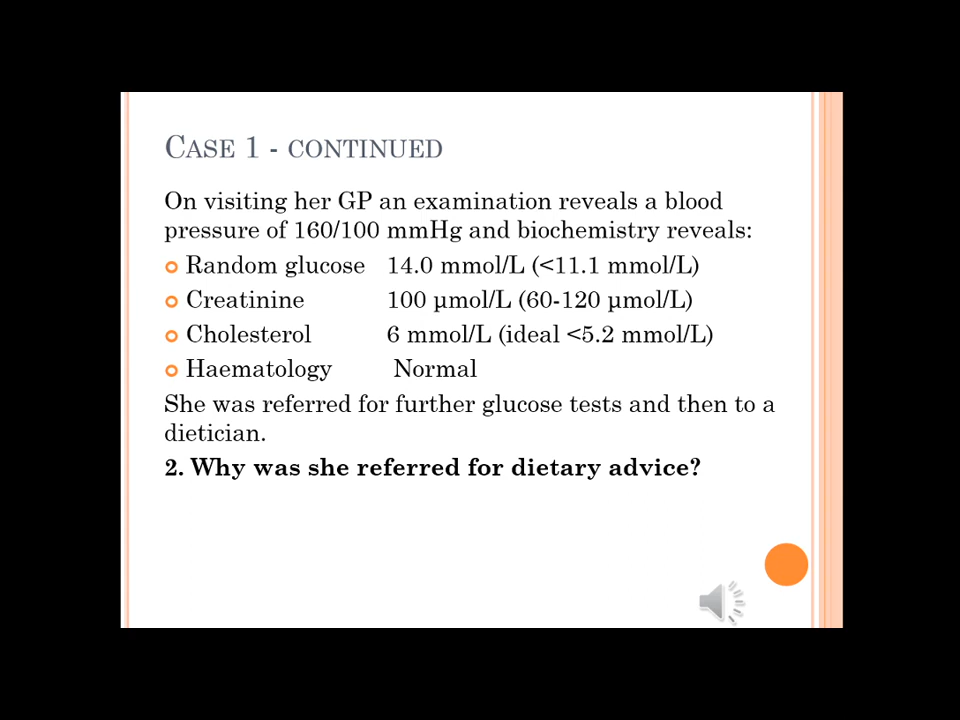 CASE 1 - CONTINUED
On visiting her GP an examination reveals a blood
pressure of 160/100 mmHg and biochemistry reveals:
Random glucose 14.0 mmol/L (<11.1 mmol/L)
Creatinine 100 µmol/L (60-120 µmol/L)
Cholesterol 6 mmol/L (ideal <5.2 mmol/L)
Haematology Normal
She was referred for further glucose tests and then to a
dietician.
2. Why was she referred for dietary advice?